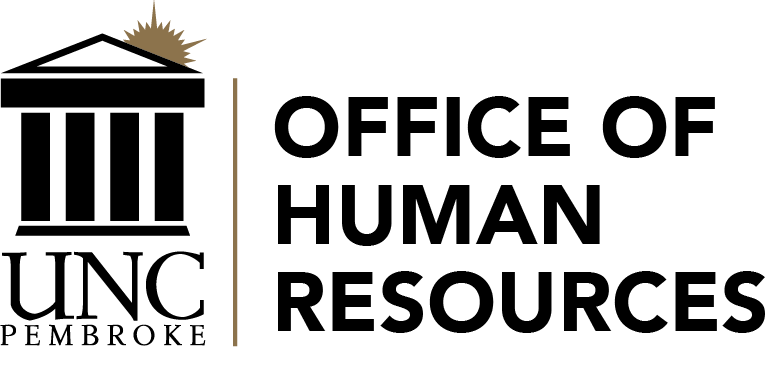 UNC
PEMBROKE
OFFICE OF
HUMAN
RESOURCES